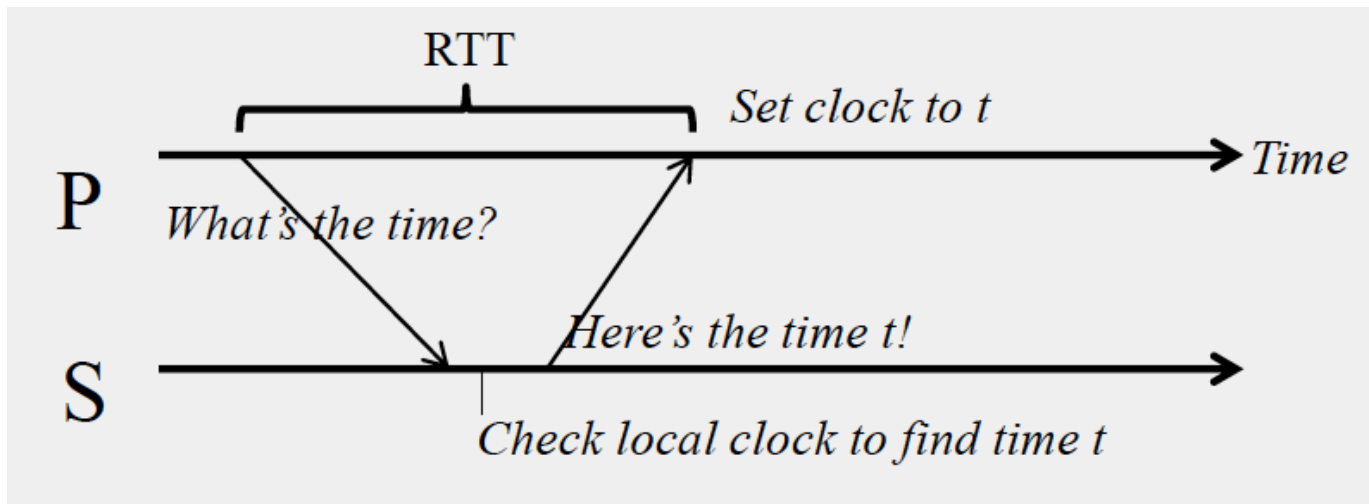 RTT
Set clock to t
Time
P
What's the time?
Here's the time t!
S
Check local clock to find time t